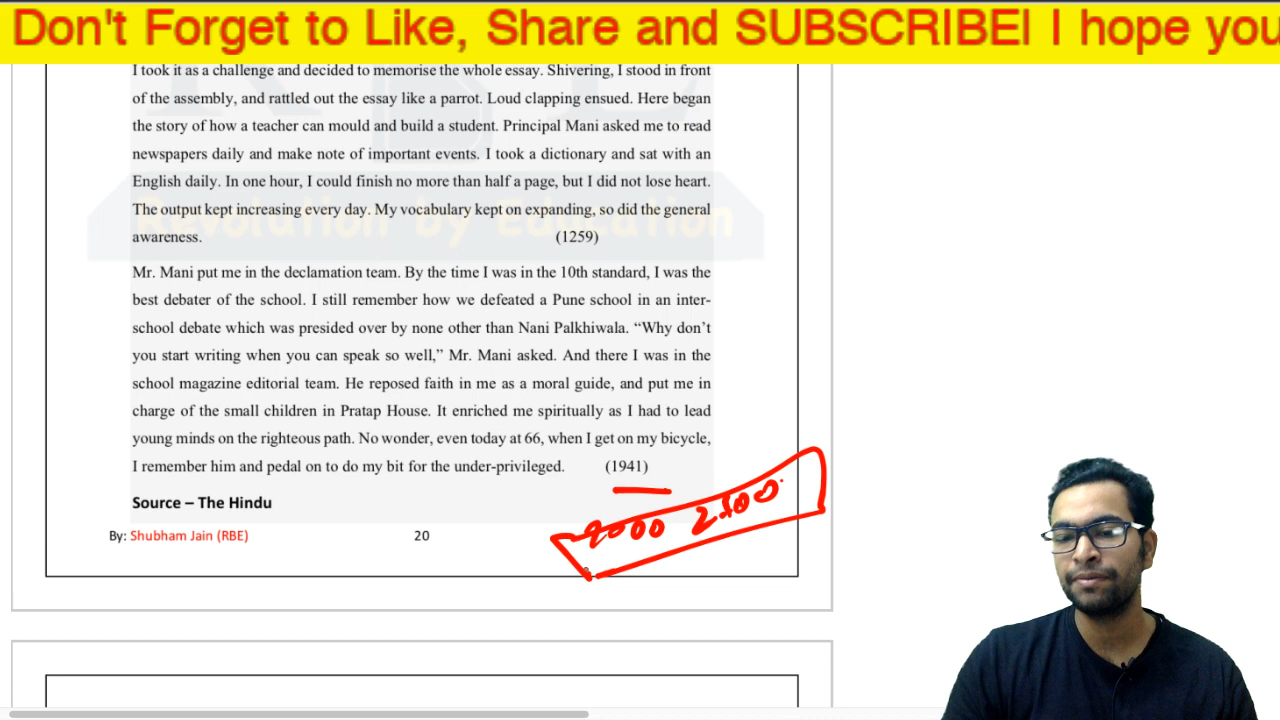 Don't Forget to Like, Share and SUBSCRIBE! I hope you
I took it as a challenge and decided to memorise the whole essay. Shivering, I stood in front
of the assembly, and rattled out the essay like a parrot. Loud clapping ensued. Here began
the story of how a teacher can mould and build a student. Principal Mani asked me to read
newspapers daily and make note of important events. I took a dictionary and sat with an
English daily. In one hour, I could finish no more than half a page, but I did not lose heart.
The output kept increasing every day. My vocabulary kept on expanding, so did the general
Revolution by Education
awareness. (1259)
Mr. Mani put me in the declamation team. By the time I was in the 10th standard, I was the
best debater of the school. I still remember how we defeated a Pune school in an inter-
school debate which was presided over by none other than Nani Palkhiwala. “Why don’t
you start writing when you can speak so well,” Mr. Mani asked. And there I was in the
school magazine editorial team. He reposed faith in me as a moral guide, and put me in
charge of the small children in Pratap House. It enriched me spiritually as I had to lead
young minds on the righteous path. No wonder, even today at 66, when I get on my bicycle,
I remember him and pedal on to do my bit for the under-privileged. (1941)
Source – The Hindu
2000 2500
By: Shubham Jain (RBE) 20